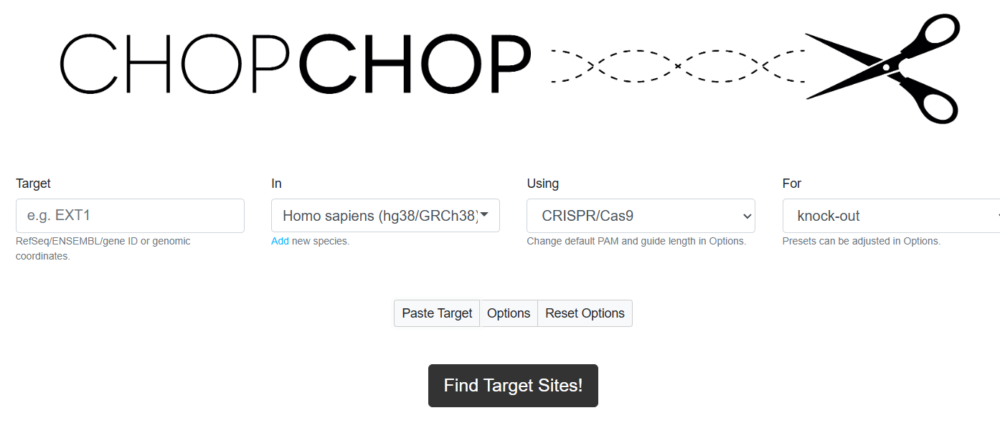 CHOPCHOP
Target
In
Using
For
e.g. EXT1
Homo sapiens (hg38/GRCh38)
CRISPR/Cas9
knock-out
RefSeq/ENSEMBL/gene ID or genomic
coordinates.
Add new species.
Change default PAM and guide length in Options.
Presets can be adjusted in Options.
Paste Target
Options
Reset Options
Find Target Sites!